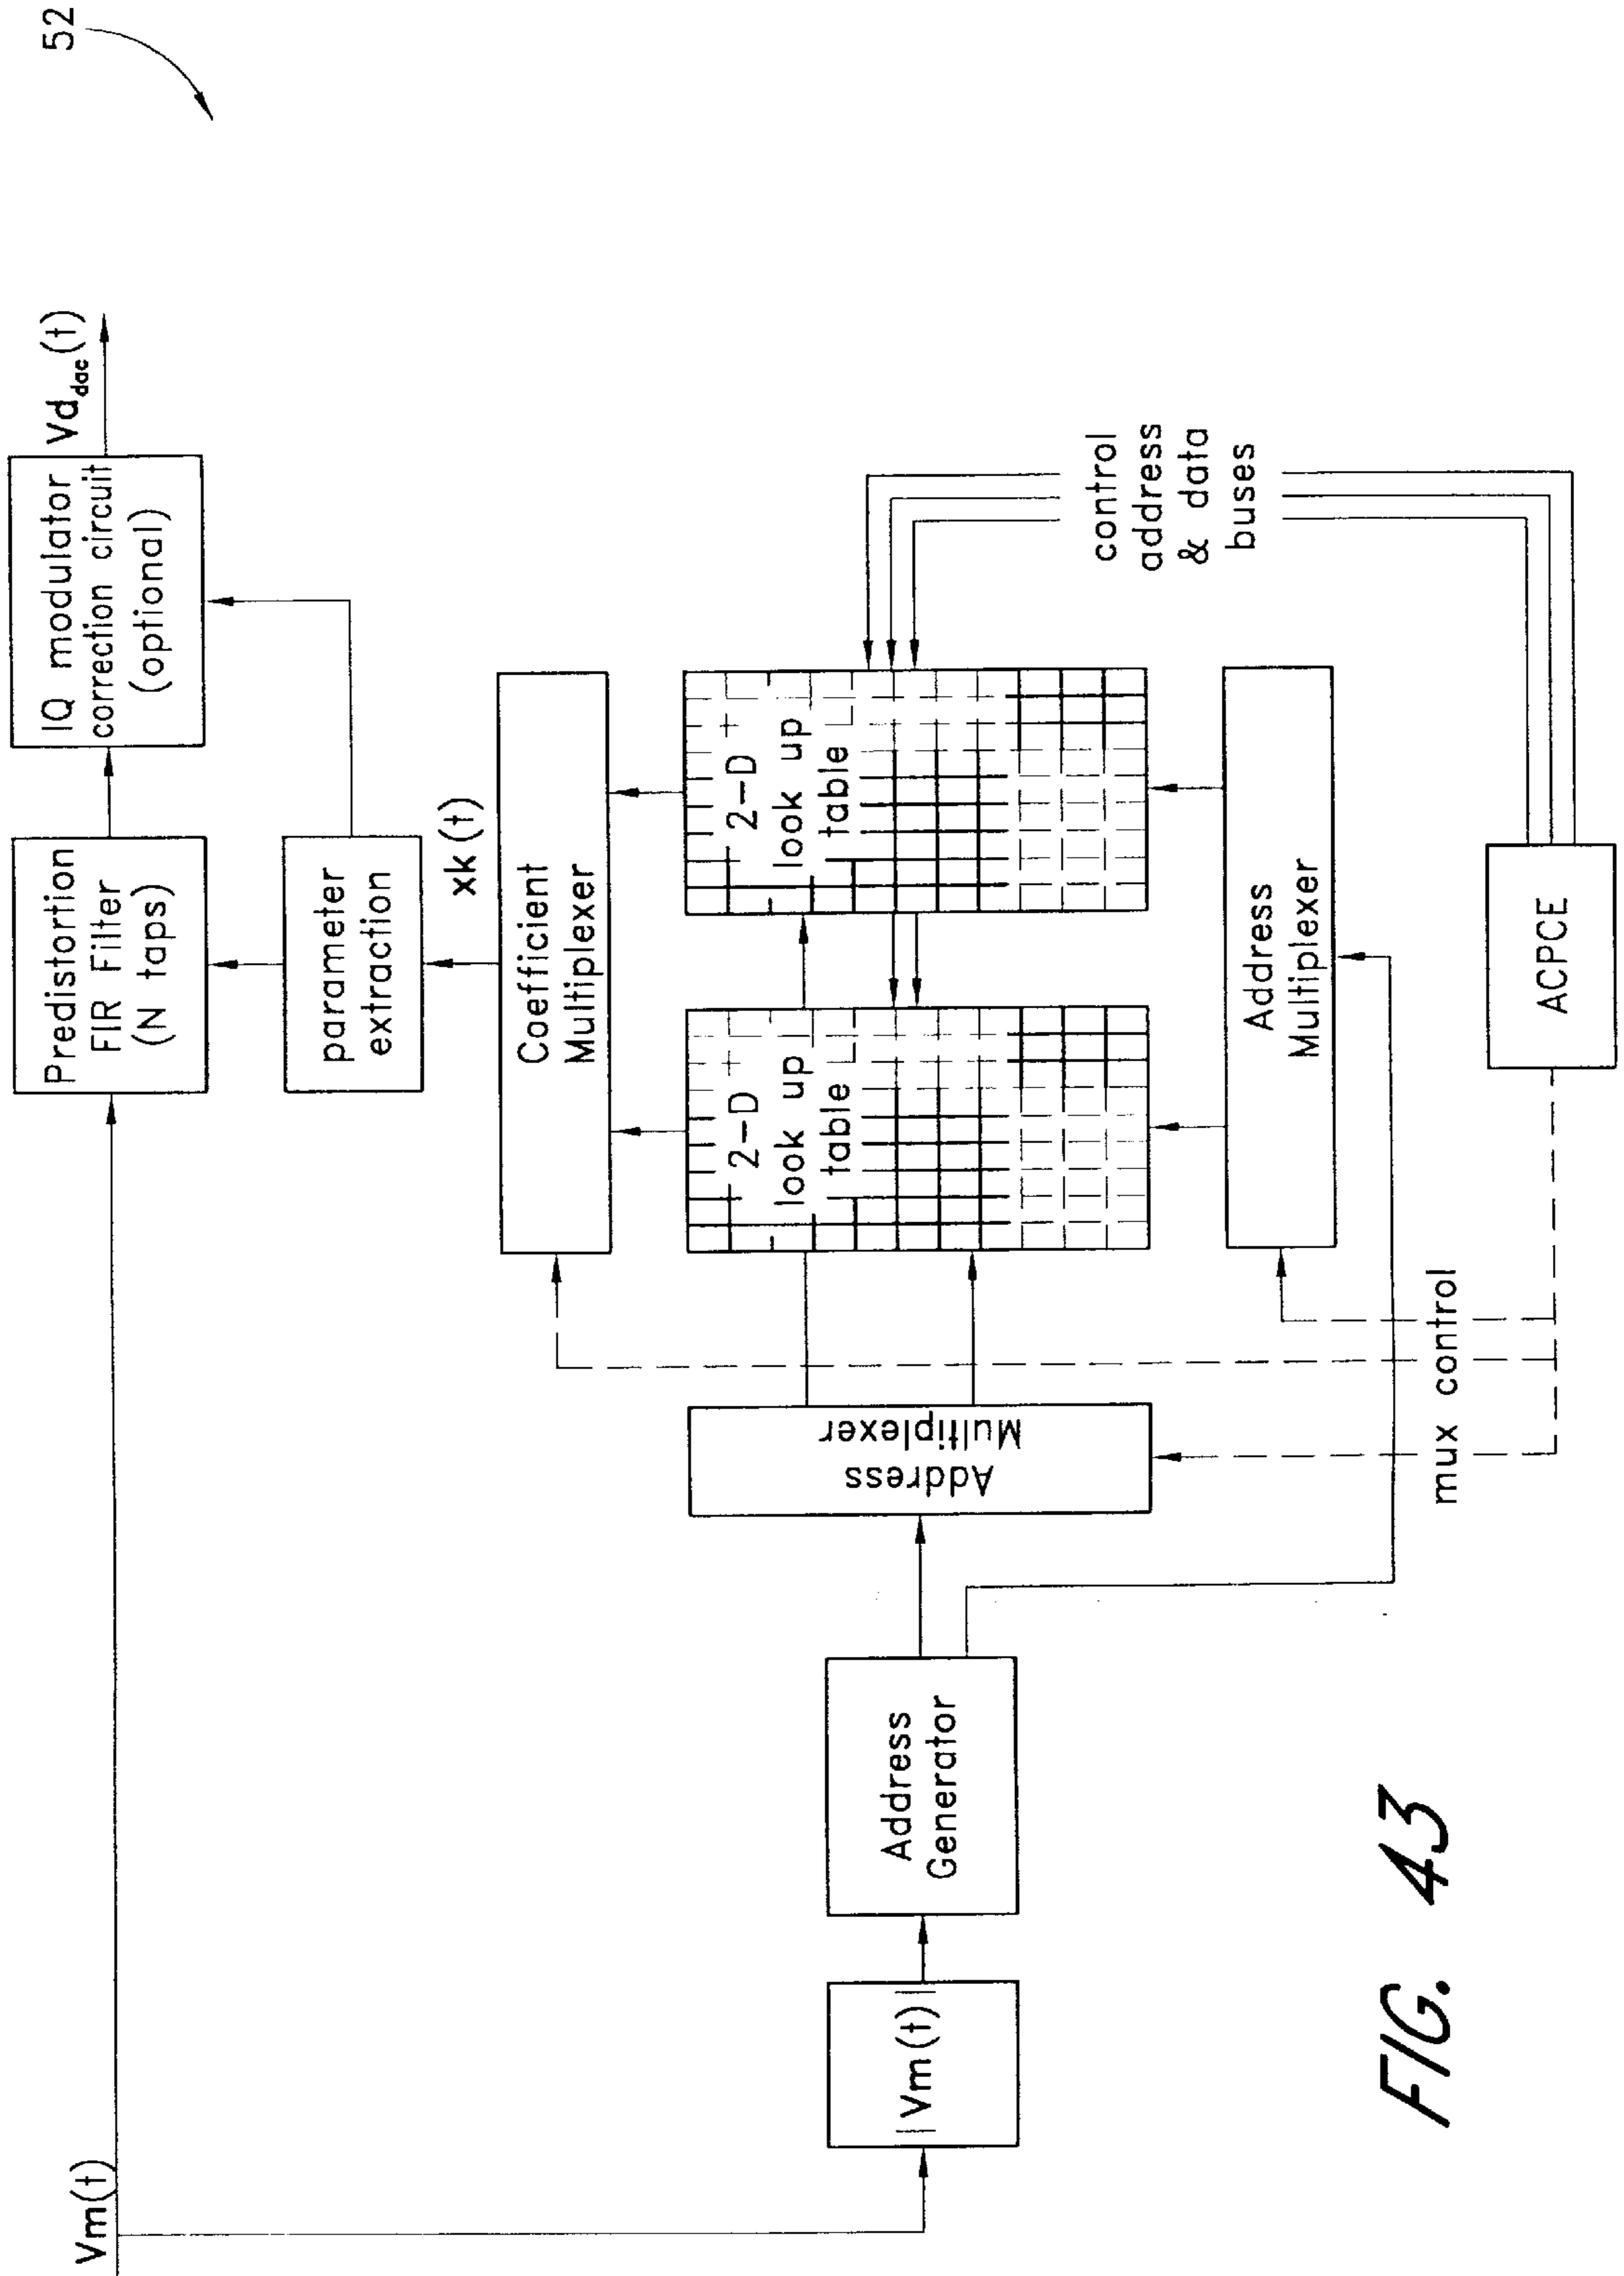 52
Vm(t)
Predistortion
FIR Filter
(N taps)
IQ modulator
correction circuit
(optional)
Vd_dac(t)
parameter
extraction
xk(t)
Coefficient
Multiplexer
2-D
look up
table
2-D
look up
table
Address
Multiplexer
|Vm(t)|
Address
Generator
Address
Multiplexer
control
address
& data
buses
mux control
ACPCE
FIG. 43